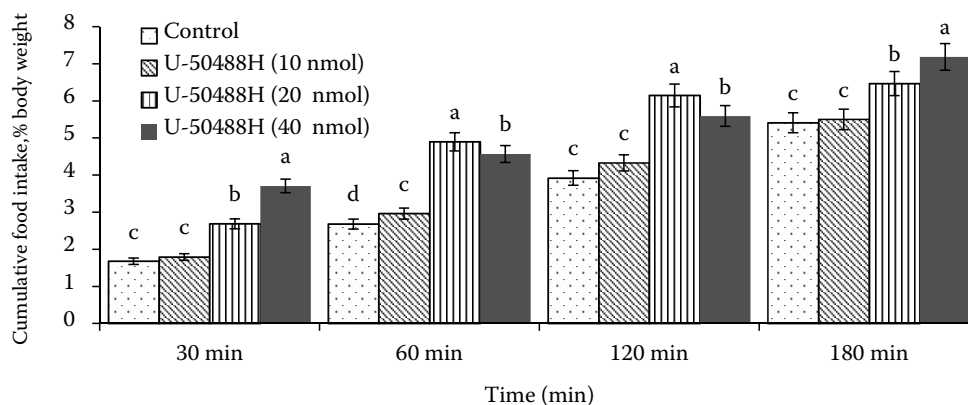 Cumulative food intake,% body weight
8
7
6
5
4
3
2
1
0
Control
U-50488H (10 nmol)
U-50488H (20 nmol)
U-50488H (40 nmol)
c c b a
d c a b
c c a b
c c b a
30 min 60 min 120 min 180 min
Time (min)